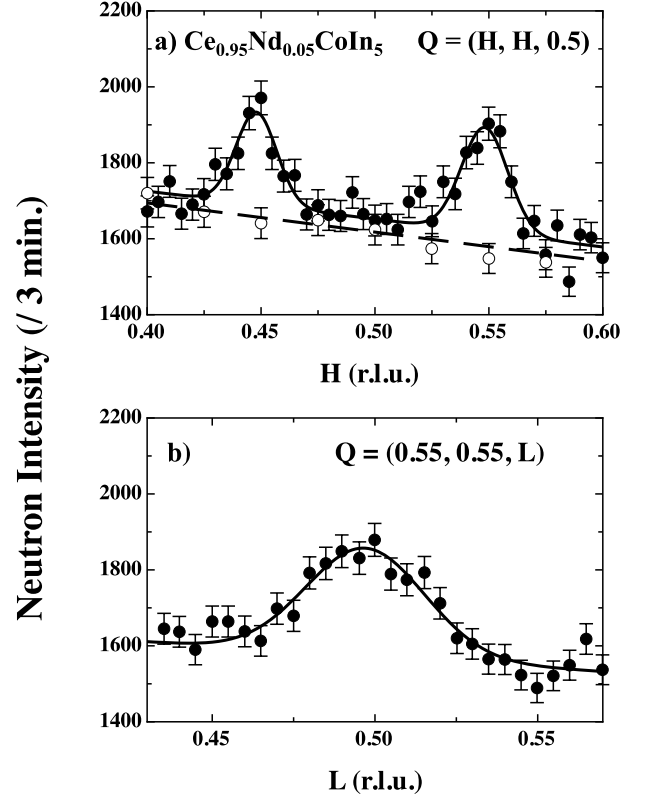 2200
a) Ce0.95Nd0.05CoIn5 Q = (H, H, 0.5)
2000
1800
1600
1400
0.40 0.45 0.50 0.55 0.60
H (r.l.u.)
Neutron Intensity (/ 3 min.)
2200
b) Q = (0.55, 0.55, L)
2000
1800
1600
1400
0.45 0.50 0.55
L (r.l.u.)